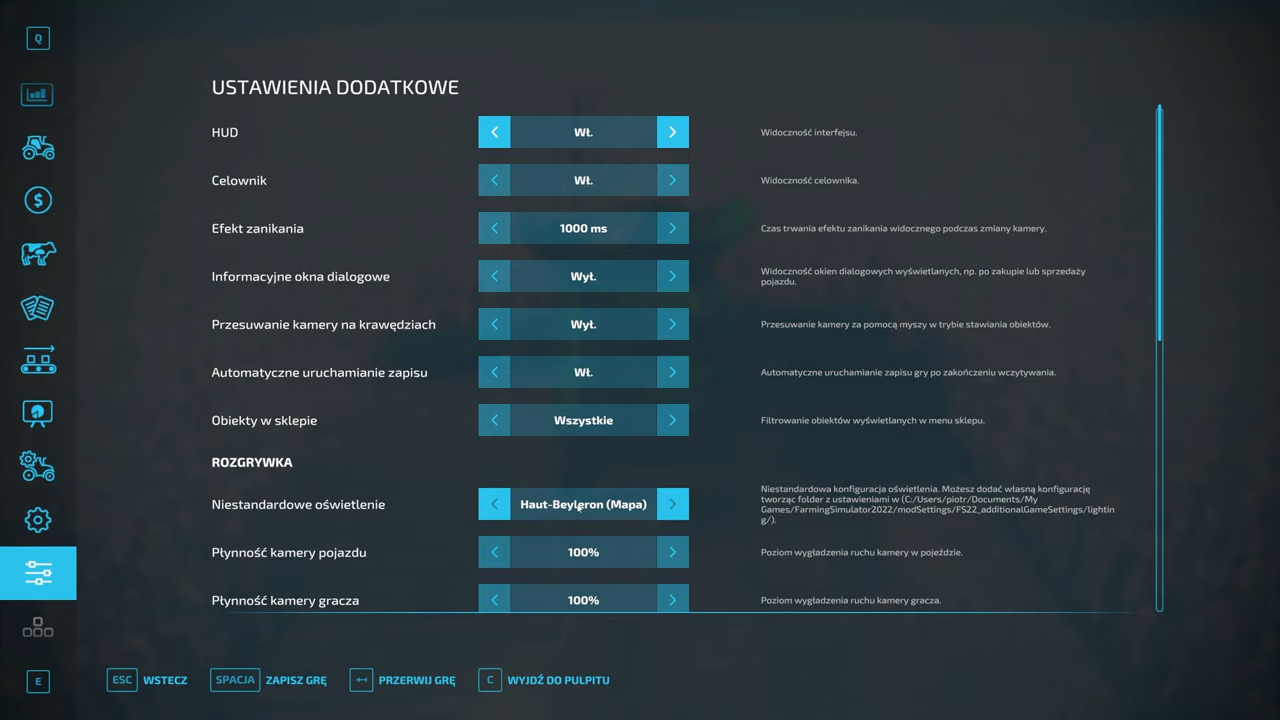 Q
USTAWIENIA DODATKOWE
HUD
Wł.
Widoczność interfejsu.
Celownik
Wł.
Widoczność celownika.
Efekt zanikania
1000 ms
Czas trwania efektu zanikania widocznego podczas zmiany kamery.
Informacyjne okna dialogowe
Wył.
Widoczność okien dialogowych wyświetlanych, np. po zakupie lub sprzedaży
pojazdu.
Przesuwanie kamery na krawędziach
Wył.
Przesuwanie kamery za pomocą myszy w trybie stawiania obiektów.
Automatyczne uruchamianie zapisu
Wł.
Automatyczne uruchamianie zapisu gry po zakończeniu wczytywania.
Obiekty w sklepie
Wszystkie
Filtrowanie obiektów wyświetlanych w menu sklepu.
ROZGRYWKA
Niestandardowe oświetlenie
Haut-Beyleron (Mapa)
Niestandardowa konfiguracja oświetlenia. Możesz dodać własną konfigurację
tworząc folder z ustawieniami w (C:/Users/piotr/Documents/My
Games/FarmingSimulator2022/modSettings/FS22_additionalGameSettings/lightin
g/).
Płynność kamery pojazdu
100%
Poziom wygładzenia ruchu kamery w pojeździe.
Płynność kamery gracza
100%
Poziom wygładzenia ruchu kamery gracza.
E
ESC WSTECZ SPACJA ZAPISZ GRĘ PRZERWIJ GRĘ C WYJDŹ DO PULPITU